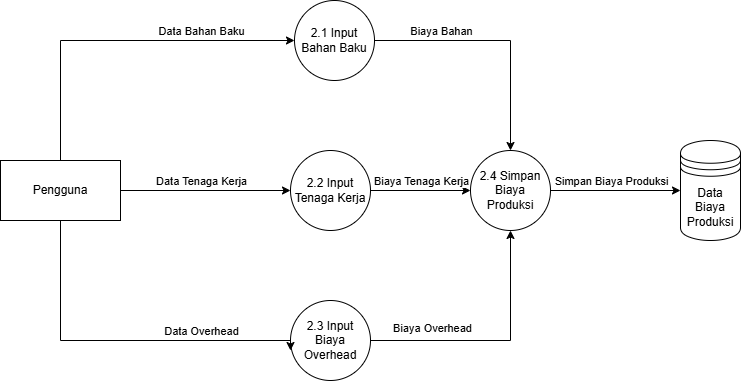 Data Bahan Baku
2.1 Input
Bahan Baku
Biaya Bahan
Pengguna
Data Tenaga Kerja
2.2 Input
Tenaga Kerja
Biaya Tenaga Kerja
2.4 Simpan
Biaya
Produksi
Simpan Biaya Produksi
Data
Biaya
Produksi
Data Overhead
2.3 Input
Biaya
Overhead
Biaya Overhead